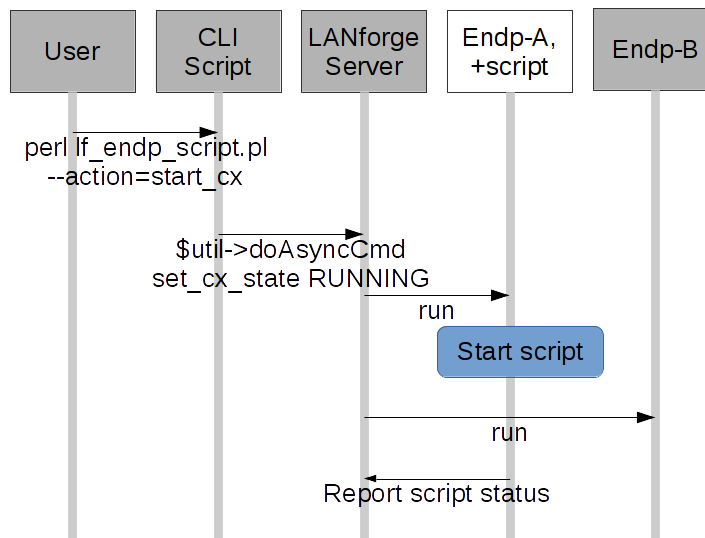 User
CLI
Script
LANforge
Server
Endp-A,
+script
Endp-B
perl lf_endp_script.pl
--action=start_cx
$util->doAsyncCmd
set_cx_state RUNNING
run
Start script
run
Report script status